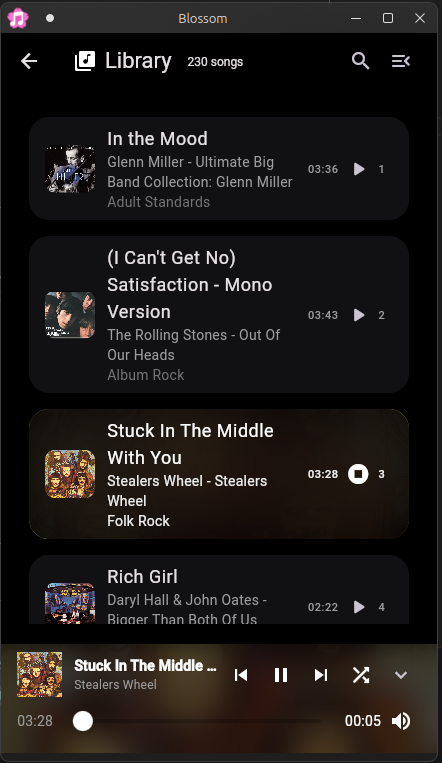 Blossom
Library 230 songs
In the Mood
Glenn Miller - Ultimate Big
Band Collection: Glenn Miller
Adult Standards
03:36 1
(I Can't Get No)
Satisfaction - Mono
Version
The Rolling Stones - Out Of
Our Heads
Album Rock
03:43 2
Stuck In The Middle
With You
Stealers Wheel - Stealers
Wheel
Folk Rock
03:28 3
Rich Girl
Daryl Hall & John Oates -
Bigger Than Both Of Us
02:22 4
Stuck In The Middle ...
Stealers Wheel
03:28 00:05